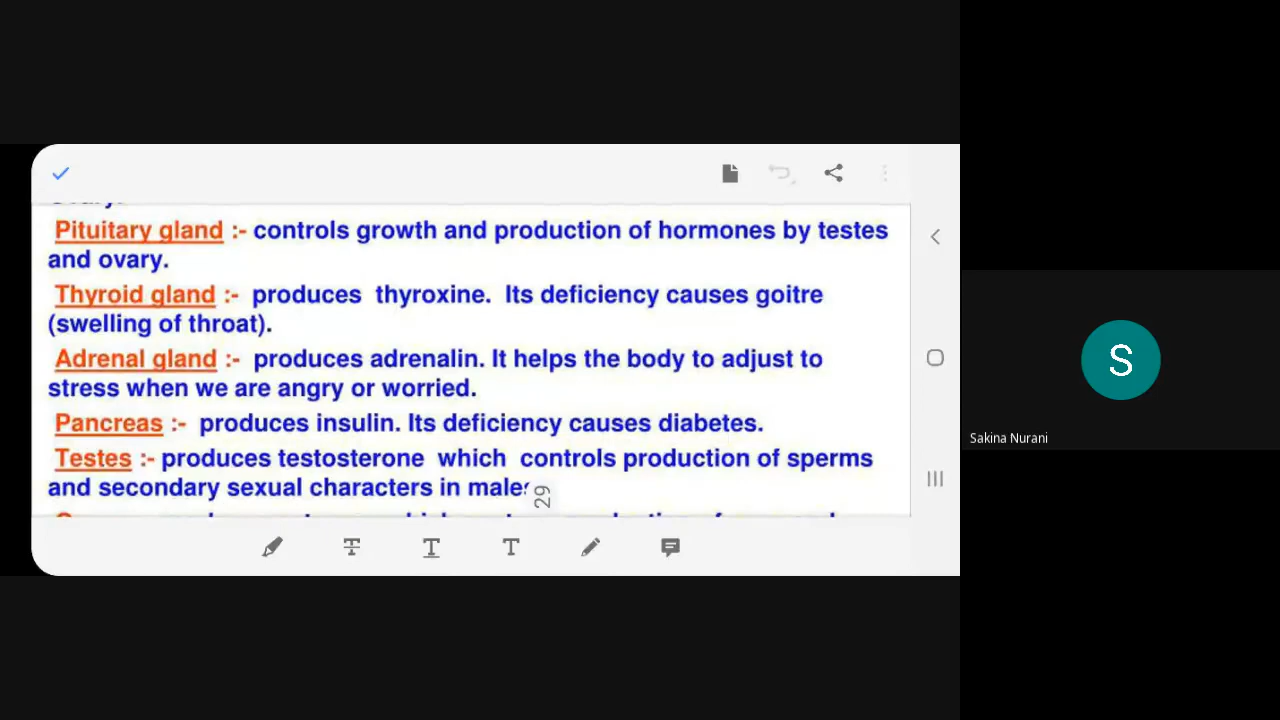 Pituitary gland :- controls growth and production of hormones by testes
and ovary.
Thyroid gland :- produces thyroxine. Its deficiency causes goitre
(swelling of throat).
Adrenal gland :- produces adrenalin. It helps the body to adjust to
stress when we are angry or worried.
Pancreas :- produces insulin. Its deficiency causes diabetes.
Testes :- produces testosterone which controls production of sperms
and secondary sexual characters in males
29
S
Sakina Nurani